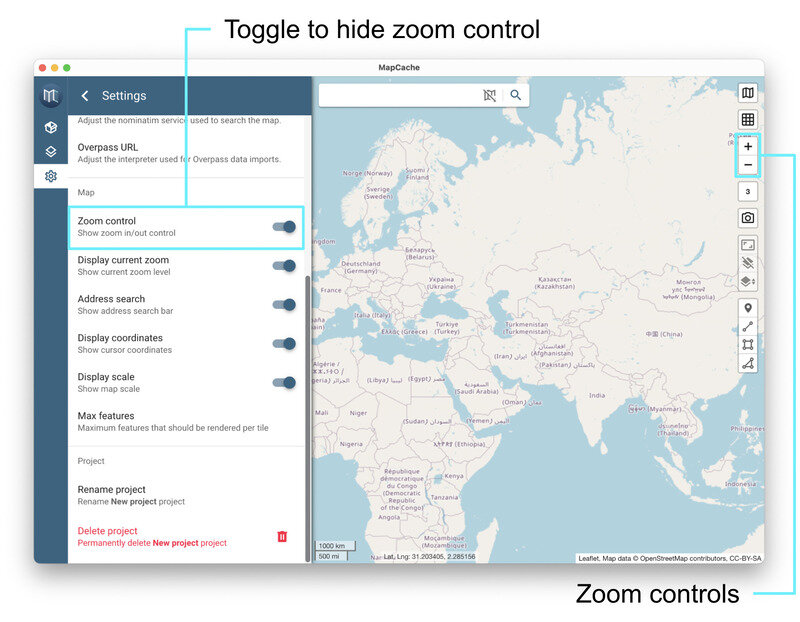 Toggle to hide zoom control
MapCache
Settings
Adjust the nominatim service used to search the map.
Overpass URL
Adjust the interpreter used for Overpass data imports.
Map
Zoom control
Show zoom in/out control
Display current zoom
Show current zoom level
Address search
Show address search bar
Display coordinates
Show cursor coordinates
Display scale
Show map scale
Max features
Maximum features that should be rendered per tile
Project
Rename project
Rename New project project
Delete project
Permanently delete New project project
+
−
3
Norge (Norway)
Suomi /
(Finland)
Sverige
(Sweden)
Беларусь
(Belarus)
Deutschland
(Germany)
Україна
(Ukraine)
France
Қазақстан
(Kazakhstan)
Монгол
(Mongolia)
Italia (Italy)
Türkiye
(Turkey)
Türkmenistan
(Turkmenistan)
中国 (China)
(Greece)
افغانستان
(Afghanistan)
ایران (Iran)
پاکستان (Pakistan)
Algérie /
(Libya) ليبيا
(Egypt) مصر
السعودية
(Saudi
Arabia)
عمان (Oman)
India
(Myanmar)
(Thailand)
Philippines
Mali
Niger
(Sudan) السودان
(Yemen) اليمن
Nigeria
(Ethiopia)
République
démocratique
du Congo
(Democratic
Republic
of the Congo)
Kenya
Tanzania
Indonesia
Angola
Moçambique
(Mozambique)
1000 km
500 mi
Lat, Lng: 31.203405, 2.285156
Leaflet, Map data © OpenStreetMap contributors, CC-BY-SA
Zoom controls